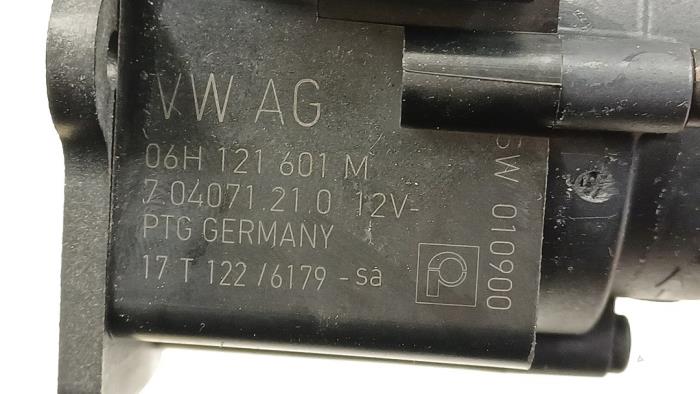 VW AG
06H 121 601 M
7.04071.21.0 12V-
PTG GERMANY
17 T 122 /6179 - sa
SW 010900